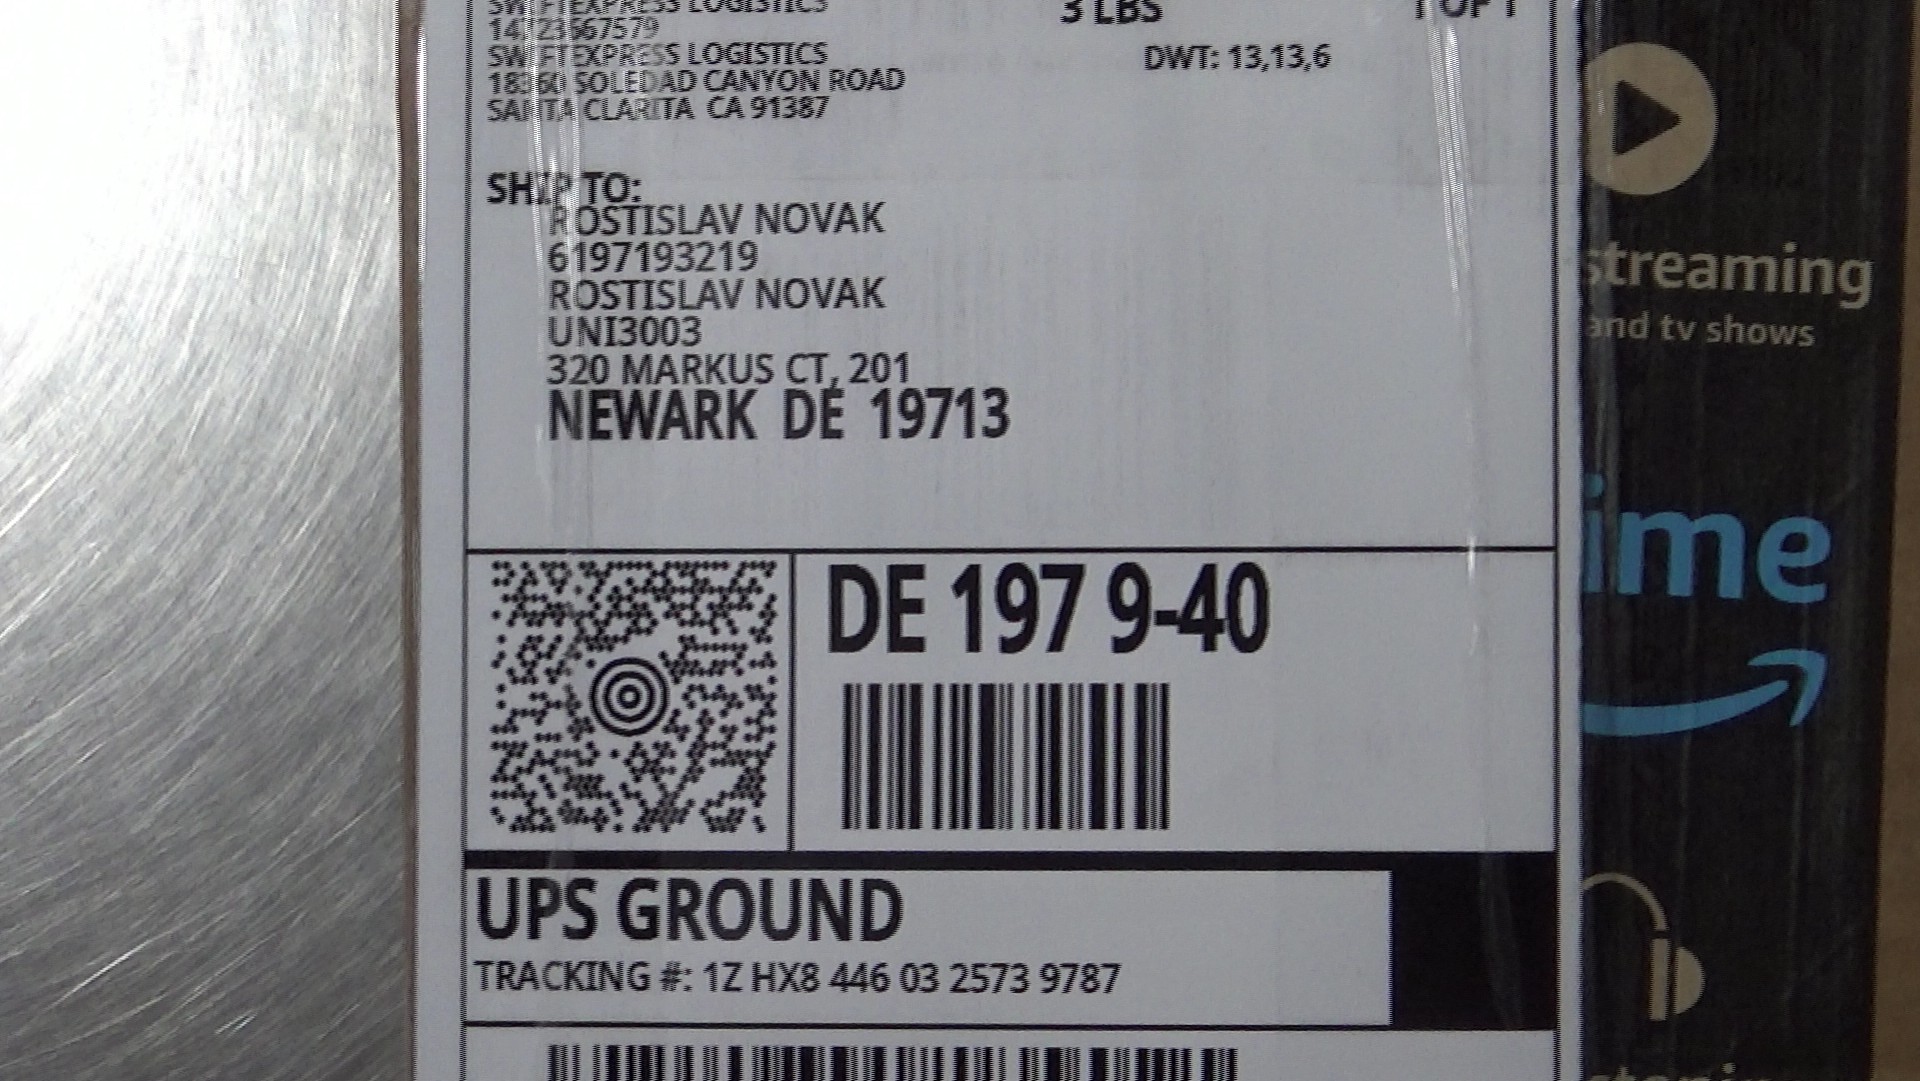 SWIFTEXPRESS LOGISTICS
3 LBS
1 OF 1
SWIFTEXPRESS LOGISTICS
DWT: 13,13,6
18360 SOLEDAD CANYON ROAD
SANTA CLARITA CA 91387
SHIP TO:
ROSTISLAV NOVAK
6197193219
ROSTISLAV NOVAK
UNI3003
320 MARKUS CT, 201
NEWARK DE 19713
DE 197 9-40
UPS GROUND
TRACKING #: 1Z HX8 446 03 2573 9787
streaming
and tv shows
ime